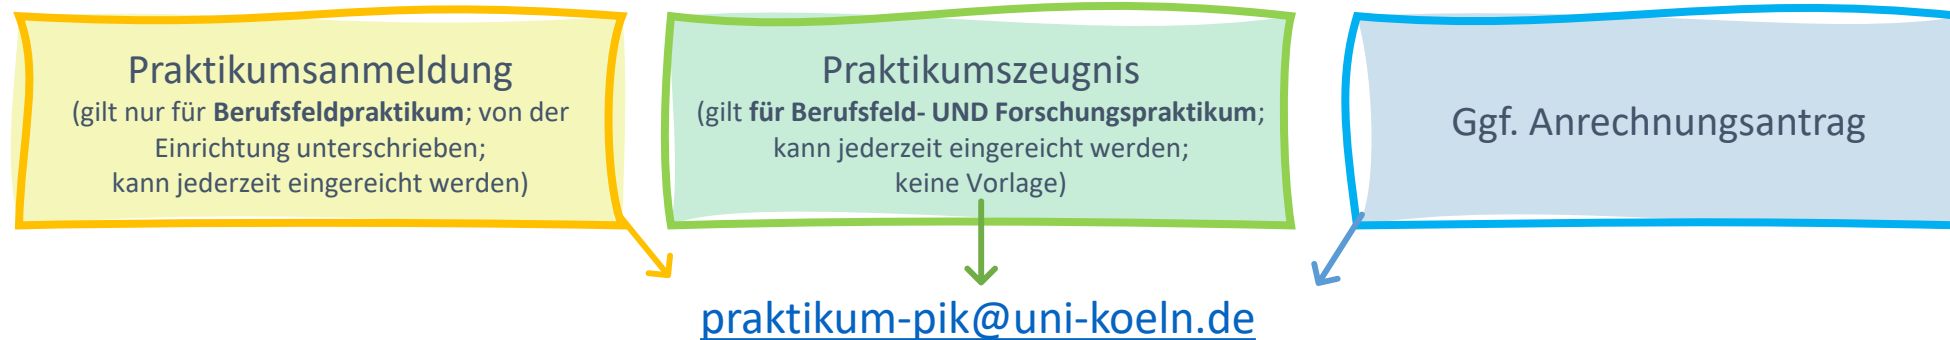 Praktikumsanmeldung
(gilt nur für Berufsfeldpraktikum; von der
Einrichtung unterschrieben;
kann jederzeit eingereicht werden)
Praktikumszeugnis
(gilt für Berufsfeld- UND Forschungspraktikum;
kann jederzeit eingereicht werden;
keine Vorlage)
Ggf. Anrechnungsantrag
praktikum-pik@uni-koeln.de